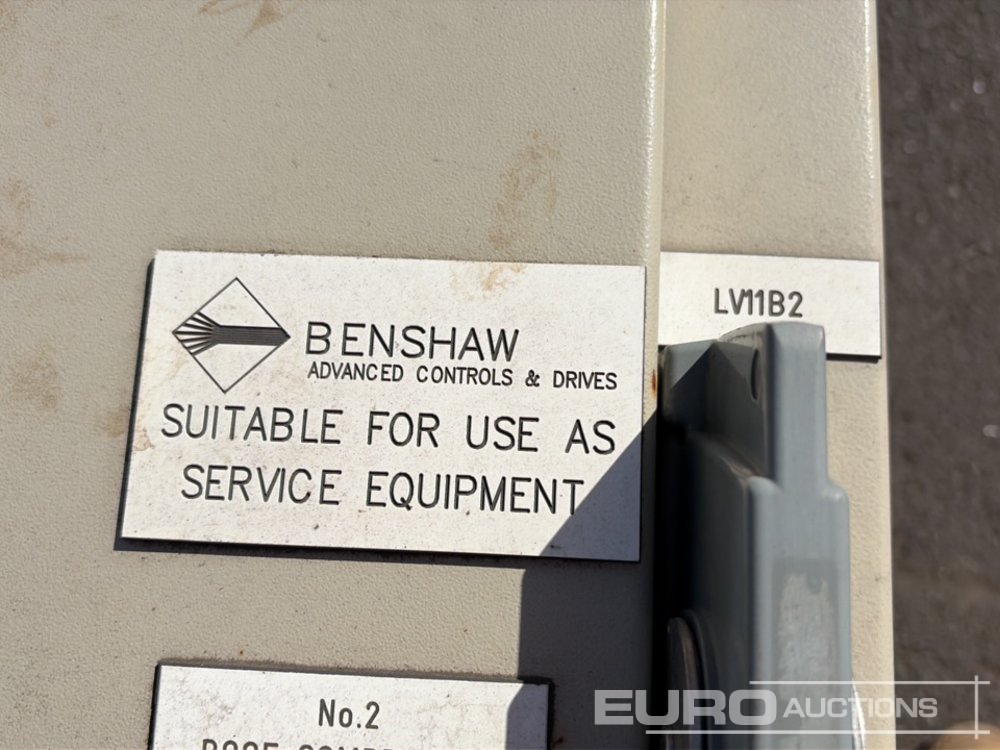 BENSHAW
ADVANCED CONTROLS & DRIVES
SUITABLE FOR USE AS
SERVICE EQUIPMENT
LV11B2
No.2
EURO AUCTIONS